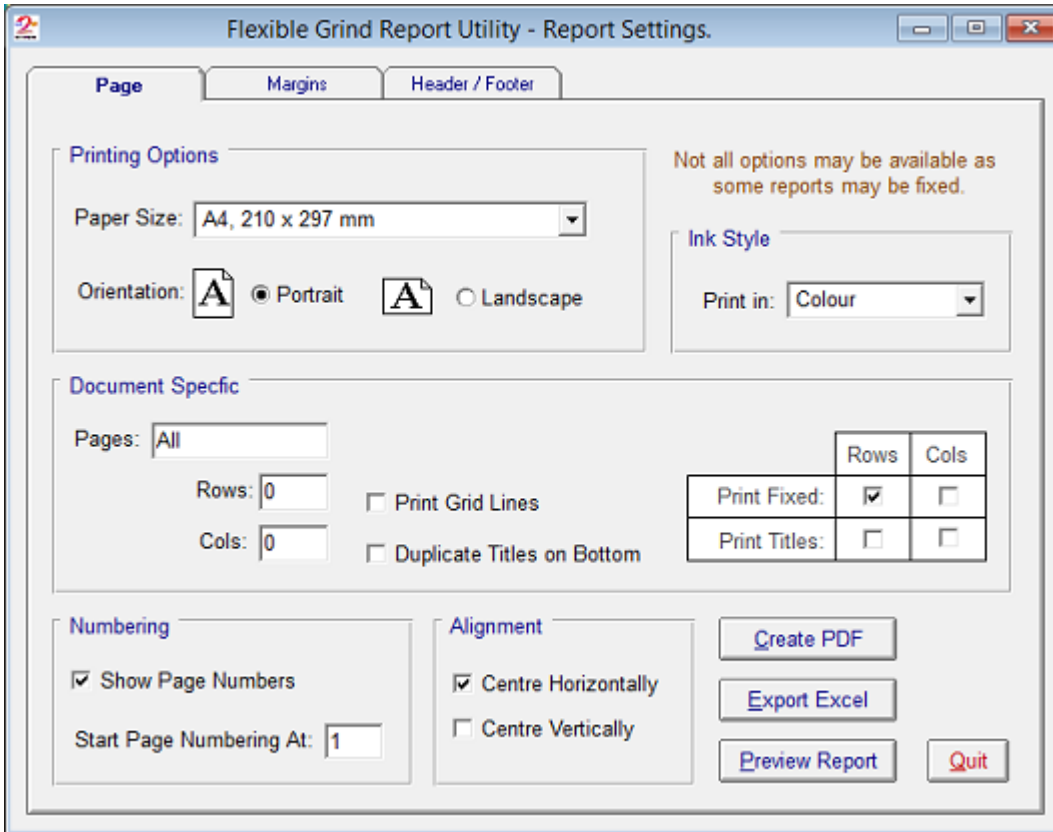 Flexible Grind Report Utility - Report Settings.
Page
Margins
Header / Footer
Printing Options
Paper Size: A4, 210 x 297 mm
Orientation: A Portrait A Landscape
Not all options may be available as
some reports may be fixed.
Ink Style
Print in: Colour
Document Specfic
Pages: All
Rows: 0
Cols: 0
Print Grid Lines
Duplicate Titles on Bottom
Rows Cols
Print Fixed:
Print Titles:
Numbering
Show Page Numbers
Start Page Numbering At: 1
Alignment
Centre Horizontally
Centre Vertically
Create PDF
Export Excel
Preview Report
Quit